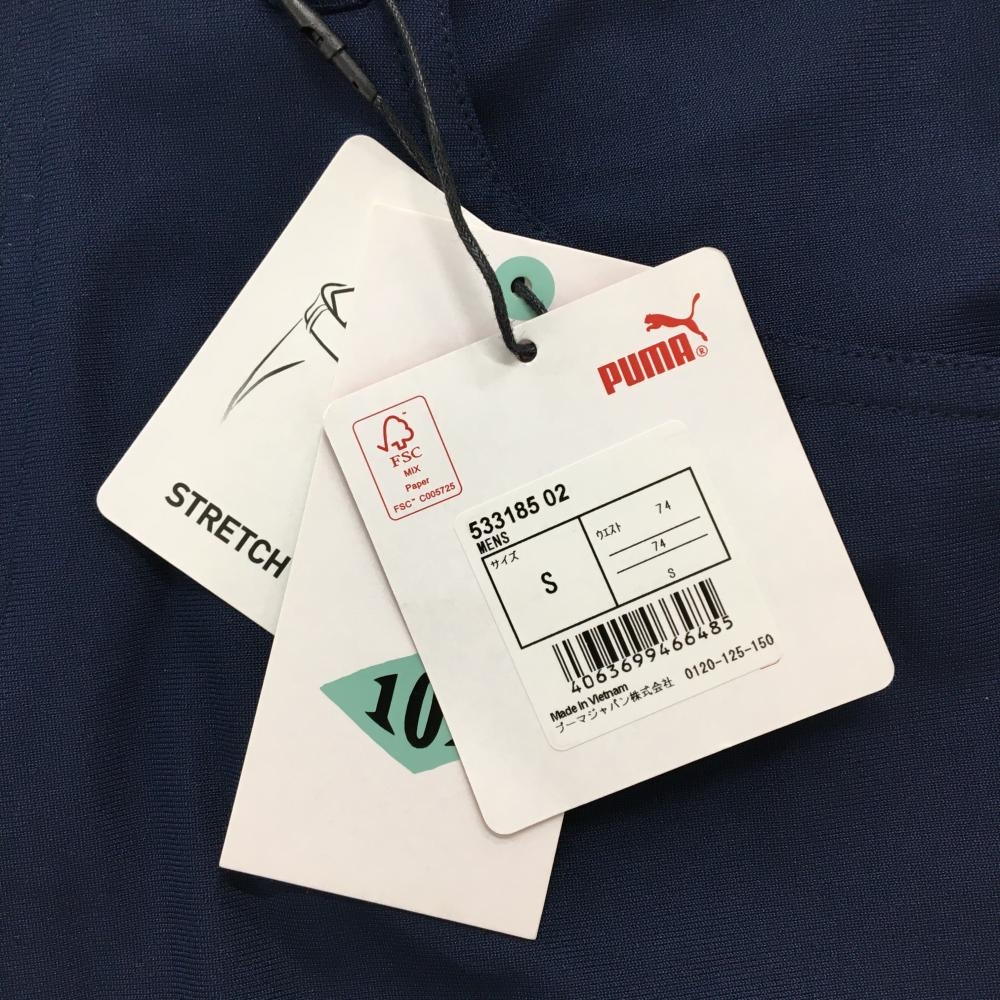 PUMA®
FSC™
FSC
MIX
Paper
FSC™ C005725
533185 02
MENS
サイズ
S
ウエスト
74
74
S
4063699466485
Made in Vietnam
プーマジャパン株式会社 0120-125-150
STRETCH